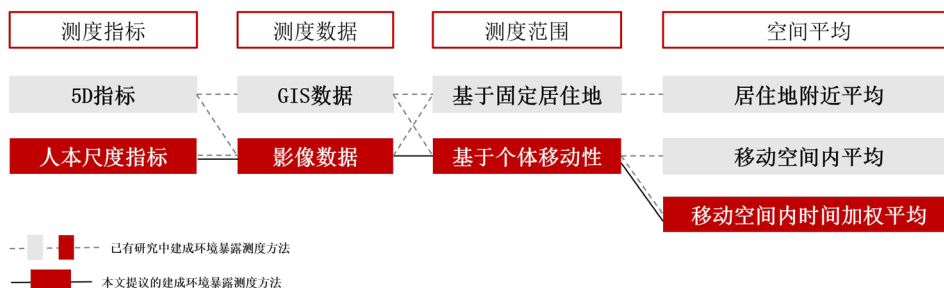 测度指标 测度数据 测度范围 空间平均
5D指标 GIS数据 基于固定居住地 居住地附近平均
人本尺度指标 影像数据 基于个体移动性 移动空间内平均
移动空间内时间加权平均
已有研究中建成环境暴露测度方法
本文提议的建成环境暴露测度方法